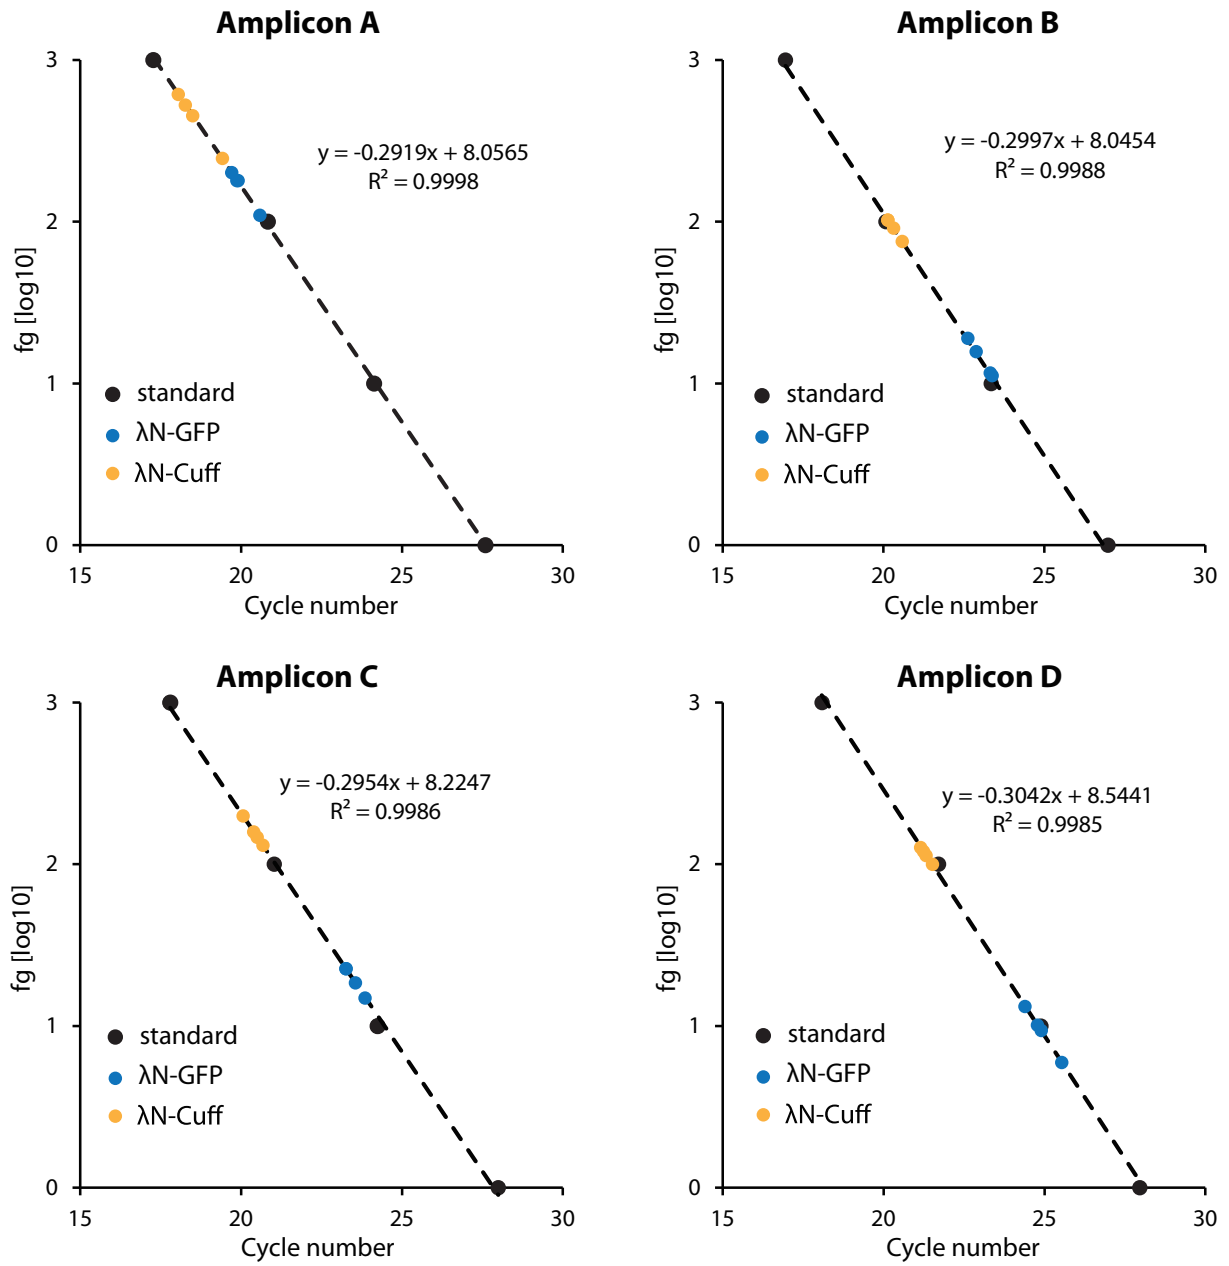 Amplicon A
3
2
1
0
fg [log10]
y = -0.2919x + 8.0565
R² = 0.9998
standard
λN-GFP
λN-Cuff
15 20 25 30
Cycle number
Amplicon B
3
2
1
0
fg [log10]
y = -0.2997x + 8.0454
R² = 0.9988
standard
λN-GFP
λN-Cuff
15 20 25 30
Cycle number
Amplicon C
3
2
1
0
fg [log10]
y = -0.2954x + 8.2247
R² = 0.9986
standard
λN-GFP
λN-Cuff
15 20 25 30
Cycle number
Amplicon D
3
2
1
0
fg [log10]
y = -0.3042x + 8.5441
R² = 0.9985
standard
λN-GFP
λN-Cuff
15 20 25 30
Cycle number